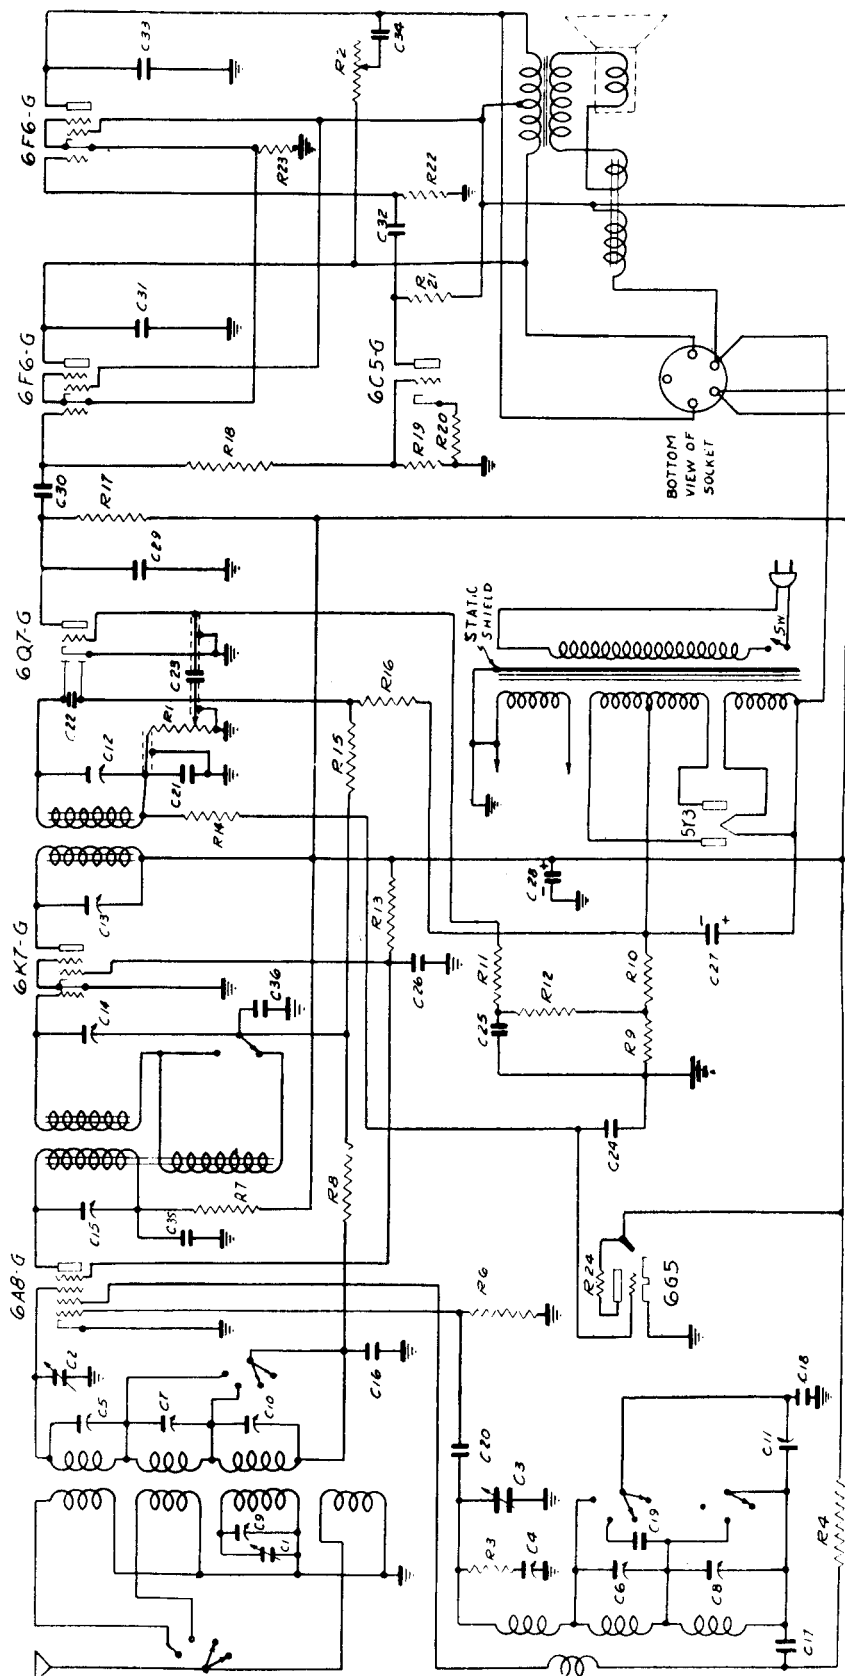 6F6-G
C33
R2
C34
R23
R22
C32
6F6-G
C31
R21
6C5-G
R18
R19
R20
BOTTOM
VIEW OF
SOCKET
C30
R17
C29
6Q7-G
C22
C23
R1
C12
C21
R16
R15
R14
STATIC
SHIELD
SW
5Y3
C13
R13
C28
- +
6K7-G
C14
C36
C26
R11
R12
C25
R10
R9
C27
- +
C24
C15
C35
R7
R8
6A8-G
R24
6G5
R6
C2
C5
C7
C10
C16
C20
C3
C18
C11
C9
C1
R3
C4
C19
C6
C8
R4
C17